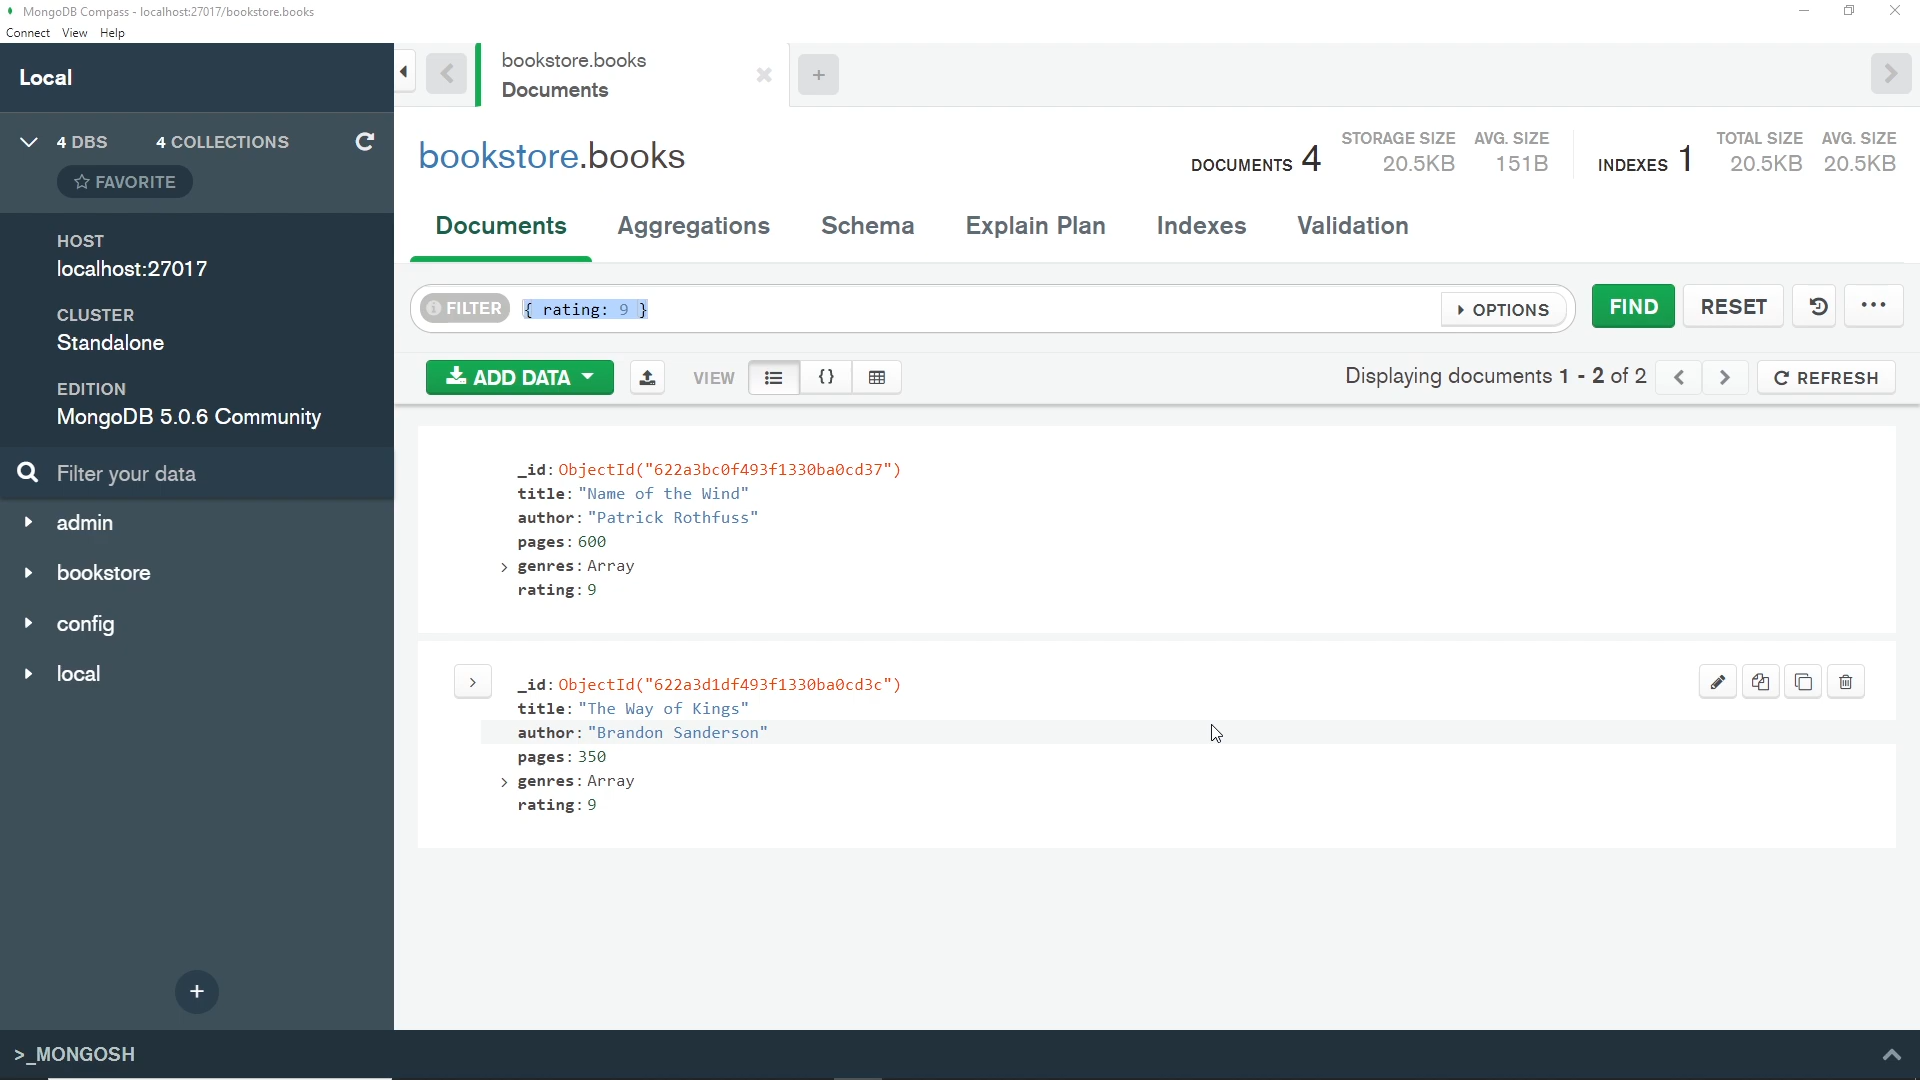 MongoDB Compass - localhost:27017/bookstore.books
Connect View Help
Local
4 DBS 4 COLLECTIONS
FAVORITE
HOST
localhost:27017
CLUSTER
Standalone
EDITION
MongoDB 5.0.6 Community
Filter your data
admin
bookstore
config
local
>_MONGOSH
bookstore.books
Documents
bookstore.books
DOCUMENTS 4
STORAGE SIZE
20.5KB
AVG. SIZE
151B
INDEXES 1
TOTAL SIZE
20.5KB
AVG. SIZE
20.5KB
Documents Aggregations Schema Explain Plan Indexes Validation
FILTER { rating: 9 } OPTIONS FIND RESET
ADD DATA VIEW {} Displaying documents 1 - 2 of 2 REFRESH
_id: ObjectId("622a3bc0f493f1330ba0cd37")
title: "Name of the Wind"
author: "Patrick Rothfuss"
pages: 600
genres: Array
rating: 9
_id: ObjectId("622a3d1df493f1330ba0cd3c")
title: "The Way of Kings"
author: "Brandon Sanderson"
pages: 350
genres: Array
rating: 9